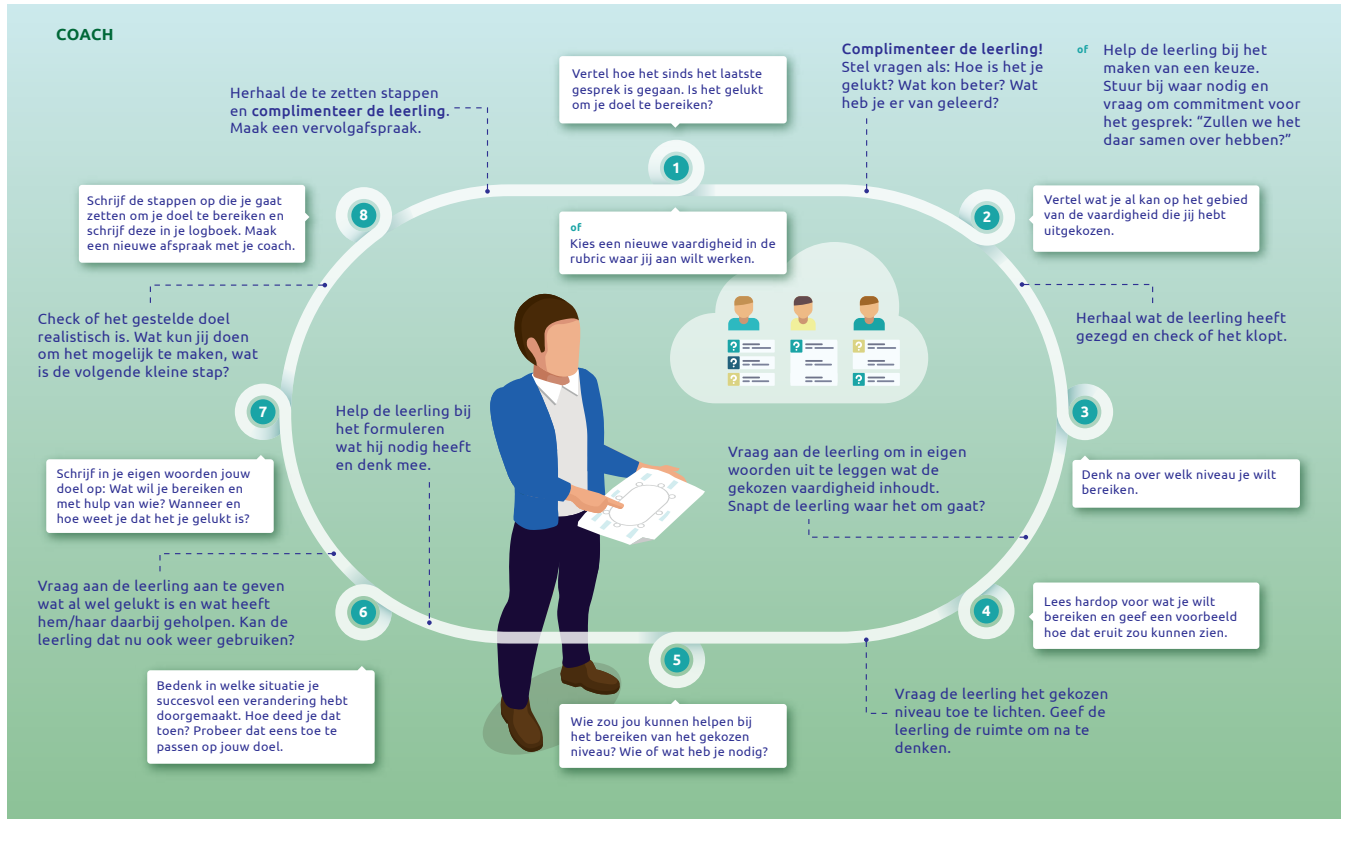 COACH
Vertel hoe het sinds het laatste
gesprek is gegaan. Is het gelukt
om je doel te bereiken?
1
of
Kies een nieuwe vaardigheid in de
rubric waar jij aan wilt werken.
Complimenteer de leerling!
Stel vragen als: Hoe is het je
gelukt? Wat kon beter? Wat
heb je er van geleerd?
of
Help de leerling bij het
maken van een keuze.
Stuur bij waar nodig en
vraag om commitment voor
het gesprek: “Zullen we het
daar samen over hebben?”
2
Vertel wat je al kan op het gebied
van de vaardigheid die jij hebt
uitgekozen.
Herhaal wat de leerling heeft
gezegd en check of het klopt.
3
Denk na over welk niveau je wilt
bereiken.
Vraag aan de leerling om in eigen
woorden uit te leggen wat de
gekozen vaardigheid inhoudt.
Snapt de leerling waar het om gaat?
4
Lees hardop voor wat je wilt
bereiken en geef een voorbeeld
hoe dat eruit zou kunnen zien.
Vraag de leerling het gekozen
niveau toe te lichten. Geef de
leerling de ruimte om na te
denken.
5
Wie zou jou kunnen helpen bij
het bereiken van het gekozen
niveau? Wie of wat heb je nodig?
Help de leerling bij
het formuleren
wat hij nodig heeft
en denk mee.
6
Bedenk in welke situatie je
succesvol een verandering hebt
doorgemaakt. Hoe deed je dat
toen? Probeer dat eens toe te
passen op jouw doel.
Vraag aan de leerling aan te geven
wat al wel gelukt is en wat heeft
hem/haar daarbij geholpen. Kan de
leerling dat nu ook weer gebruiken?
7
Schrijf in je eigen woorden jouw
doel op: Wat wil je bereiken en
met hulp van wie? Wanneer en
hoe weet je dat het je gelukt is?
Check of het gestelde doel
realistisch is. Wat kun jij doen
om het mogelijk te maken, wat
is de volgende kleine stap?
8
Schrijf de stappen op die je gaat
zetten om je doel te bereiken en
schrijf deze in je logboek. Maak
een nieuwe afspraak met je coach.
Herhaal de te zetten stappen
en complimenteer de leerling.
Maak een vervolgafspraak.
? ? ?
?
? ?